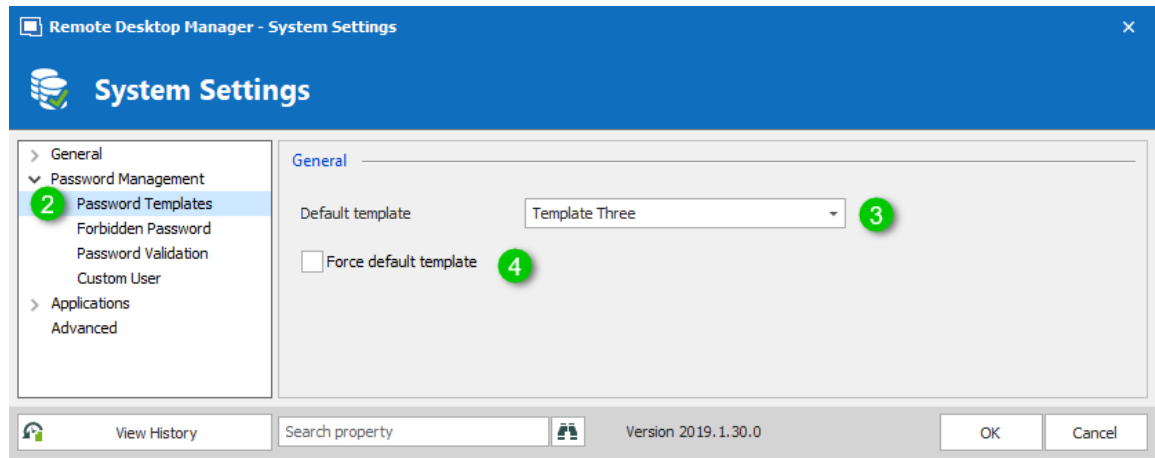 Remote Desktop Manager - System Settings
System Settings
General
Password Management
2 Password Templates
Forbidden Password
Password Validation
Custom User
Applications
Advanced
General
Default template Template Three 3
Force default template 4
View History Search property Version 2019.1.30.0 OK Cancel